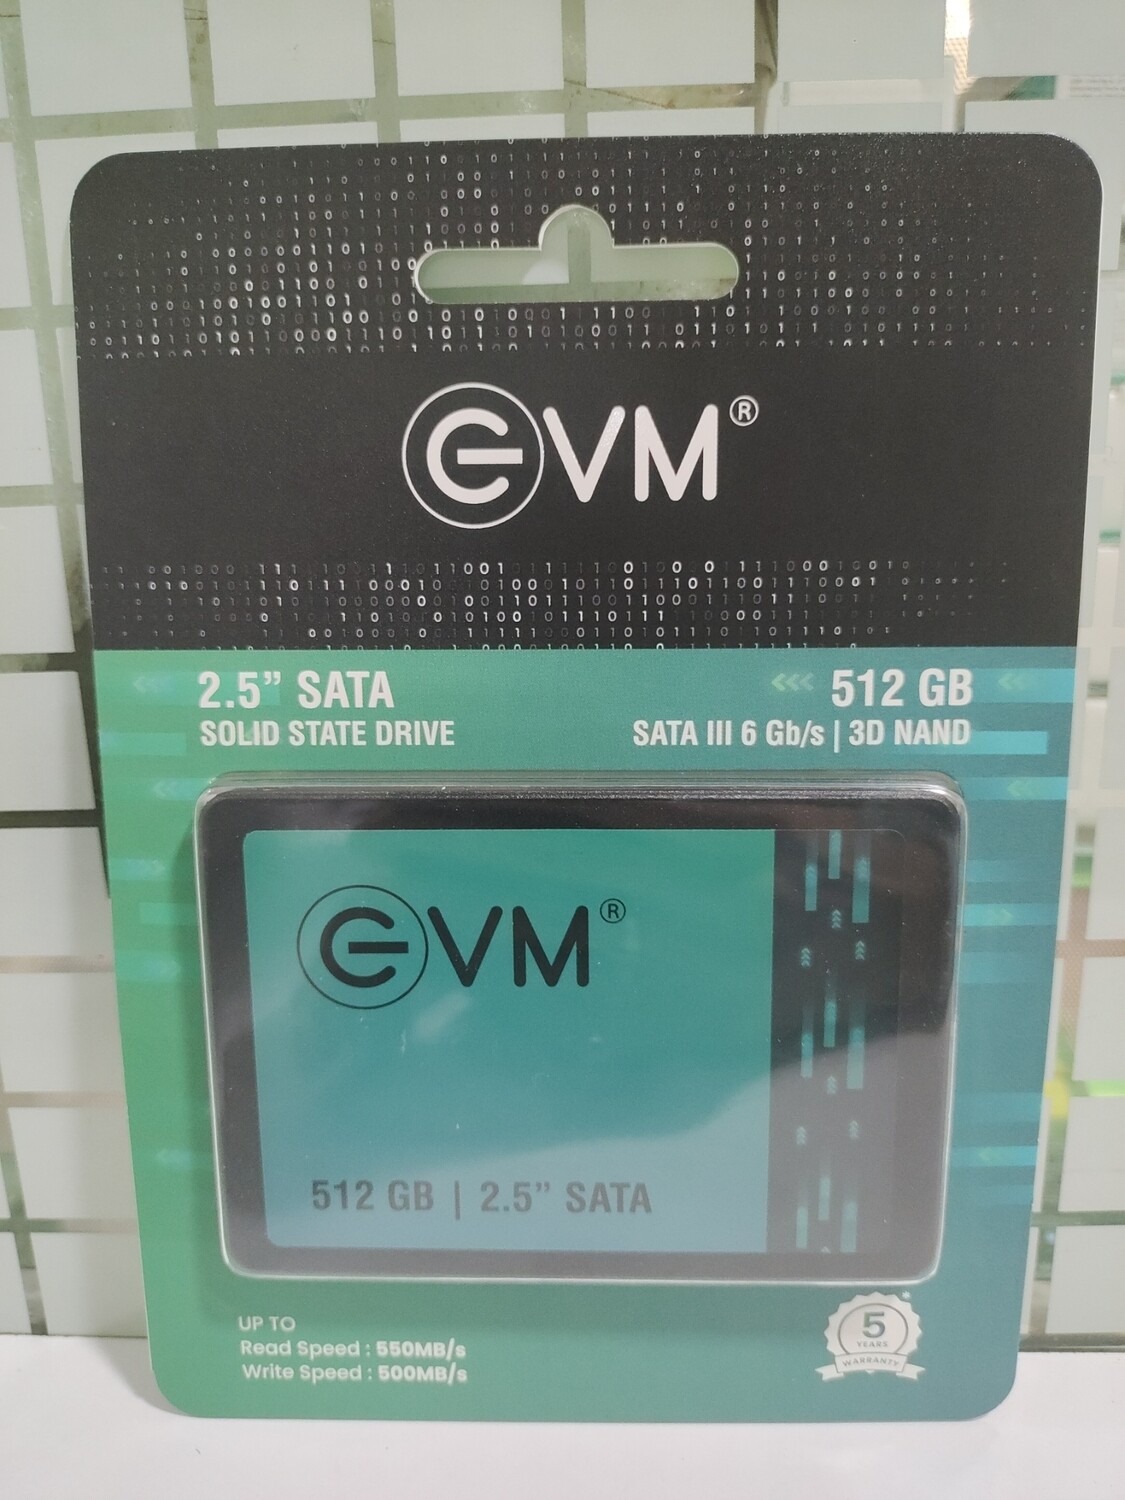 EVM®
2.5” SATA
SOLID STATE DRIVE
512 GB
SATA III 6 Gb/s | 3D NAND
EVM®
512 GB | 2.5” SATA
UP TO
Read Speed : 550MB/s
Write Speed : 500MB/s
5
YEARS
WARRANTY
*